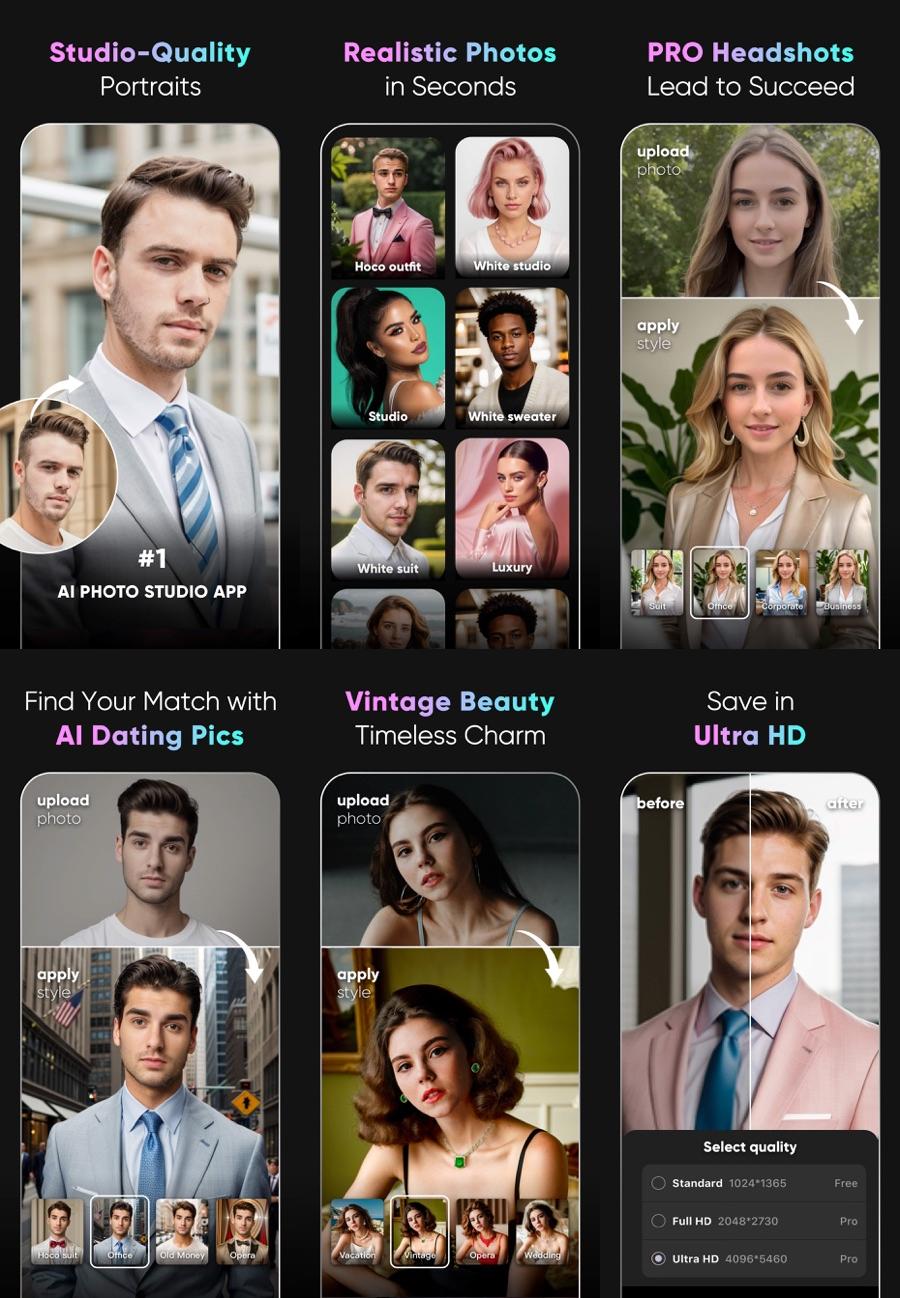 Studio-Quality
Portraits
#1
AI PHOTO STUDIO APP
Realistic Photos
in Seconds
Hoco outfit
White studio
Studio
White sweater
White suit
Luxury
PRO Headshots
Lead to Succeed
upload
photo
apply
style
Suit
Office
Corporate
Business
Find Your Match with
AI Dating Pics
upload
photo
apply
style
Hoco suit
Office
Old Money
Opera
Vintage Beauty
Timeless Charm
upload
photo
apply
style
Vacation
Vintage
Opera
Wedding
Save in
Ultra HD
before
after
Select quality
Standard 1024*1365 Free
Full HD 2048*2730 Pro
Ultra HD 4096*5460 Pro